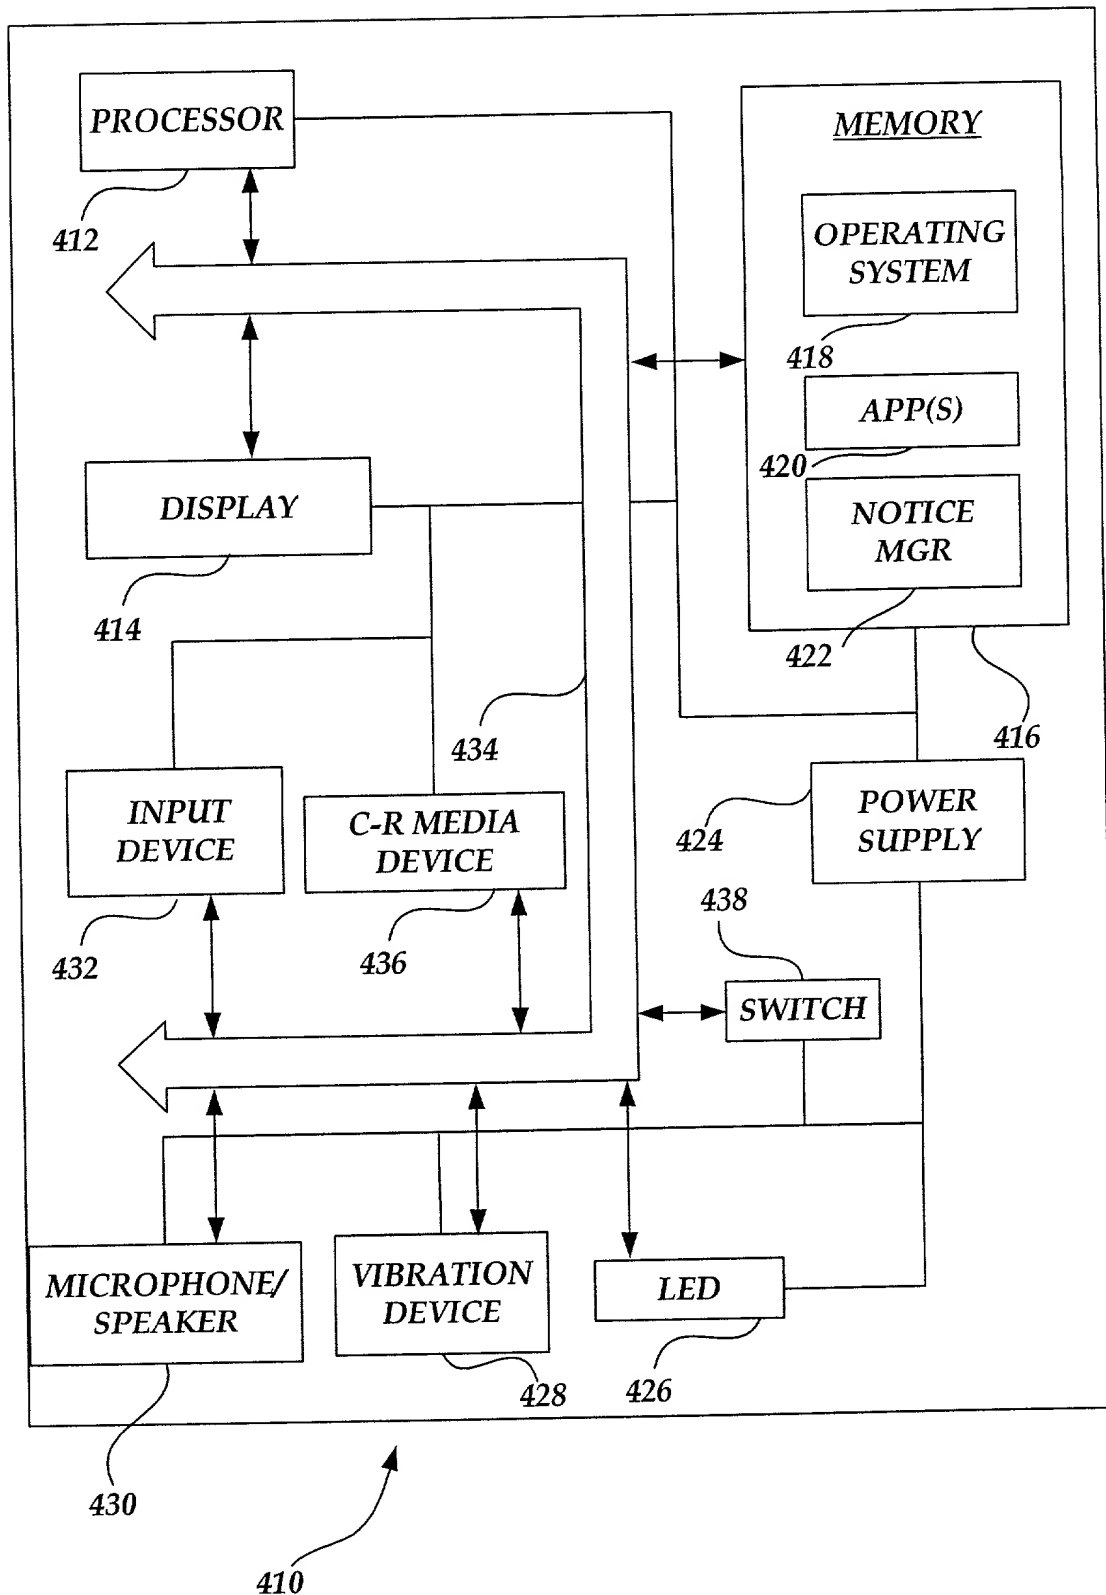 PROCESSOR
412
MEMORY
OPERATING
SYSTEM
418
APP(S)
420
NOTICE
MGR
422
416
DISPLAY
414
434
INPUT
DEVICE
432
C-R MEDIA
DEVICE
436
POWER
SUPPLY
424
438
SWITCH
MICROPHONE/
SPEAKER
430
VIBRATION
DEVICE
428
LED
426
410